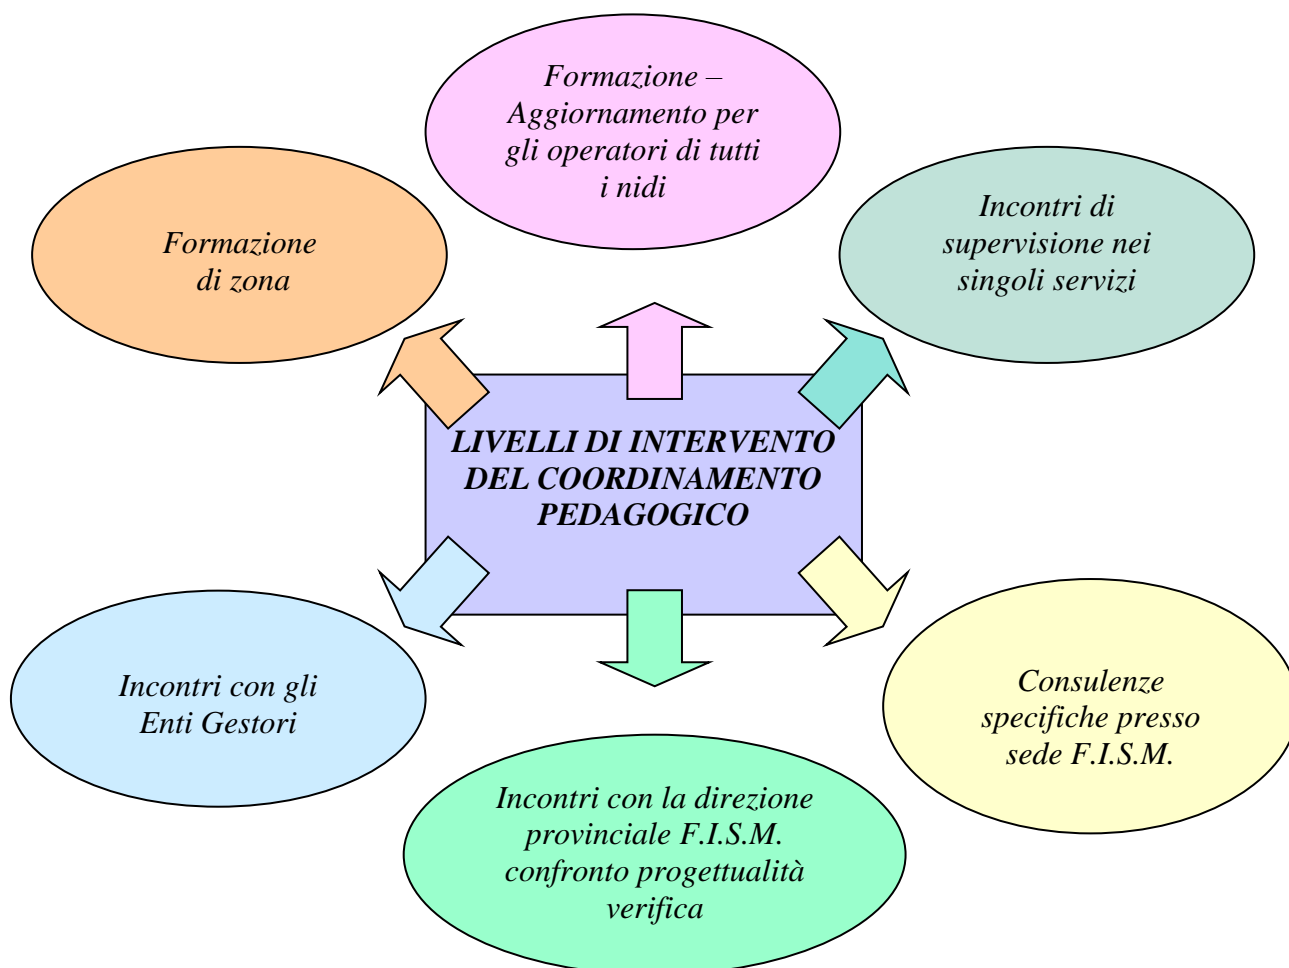 Formazione –
Aggiornamento per
gli operatori di tutti
i nidi
Formazione
di zona
Incontri di
supervisione nei
singoli servizi
LIVELLI DI INTERVENTO
DEL COORDINAMENTO
PEDAGOGICO
Incontri con gli
Enti Gestori
Consulenze
specifiche presso
sede F.I.S.M.
Incontri con la direzione
provinciale F.I.S.M.
confronto progettualità
verifica